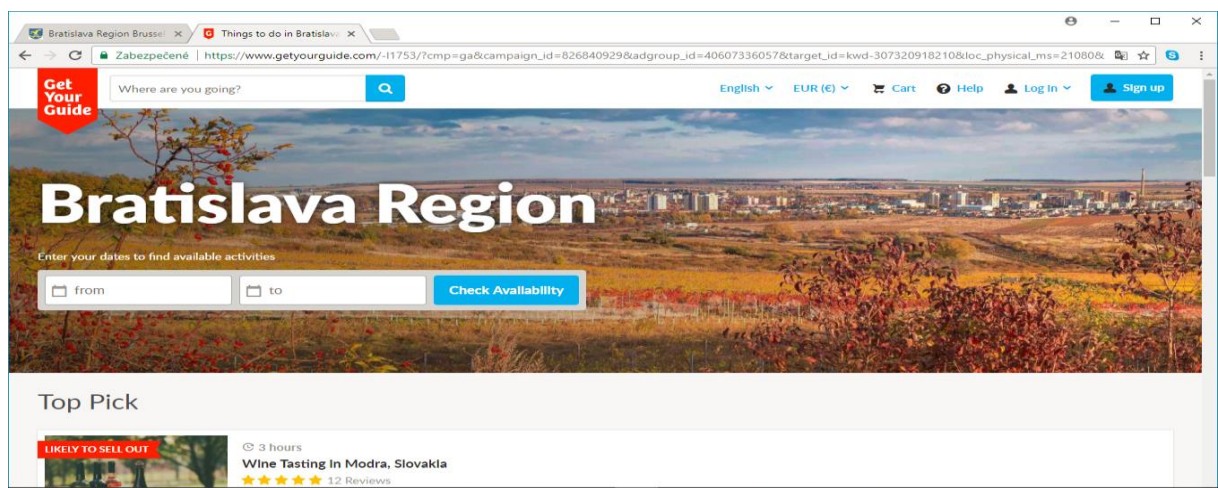 Bratislava Region Brussel
Things to do in Bratislava
Zabezpečené | https://www.getyourguide.com/-l1753/?cmp=ga&campaign_id=826840929&adgroup_id=40607336057&target_id=kwd-307320918210&loc_physical_ms=21080&
Get
Your
Guide
Where are you going?
English
EUR (€)
Cart
Help
Log in
Sign up
Bratislava Region
Enter your dates to find available activities
from
to
Check Availability
Top Pick
LIKELY TO SELL OUT
3 hours
Wine Tasting in Modra, Slovakia
12 Reviews